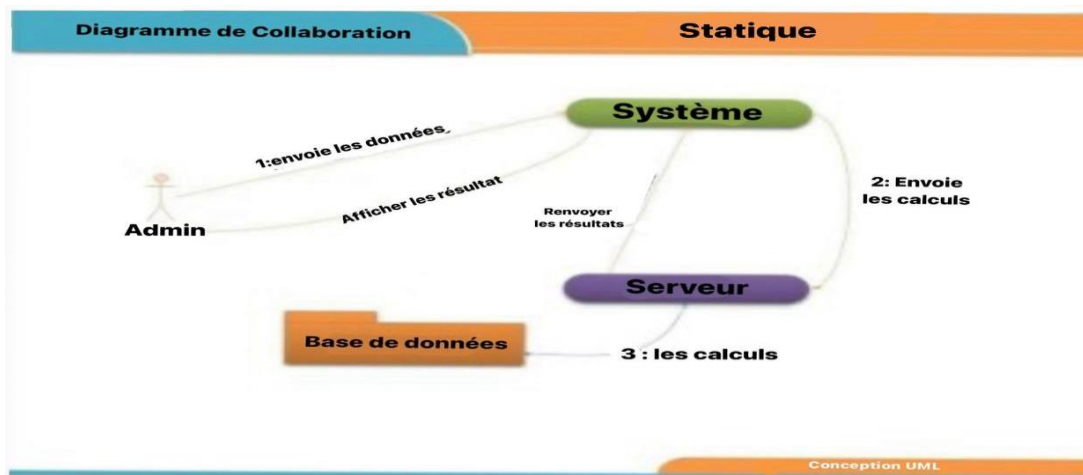 Diagramme de Collaboration
Statique
Système
1:envoie les données
Afficher les résultat
Admin
Renvoyer
les résultats
2: Envoie
les calculs
Serveur
Base de données
3 : les calculs
Conception UML